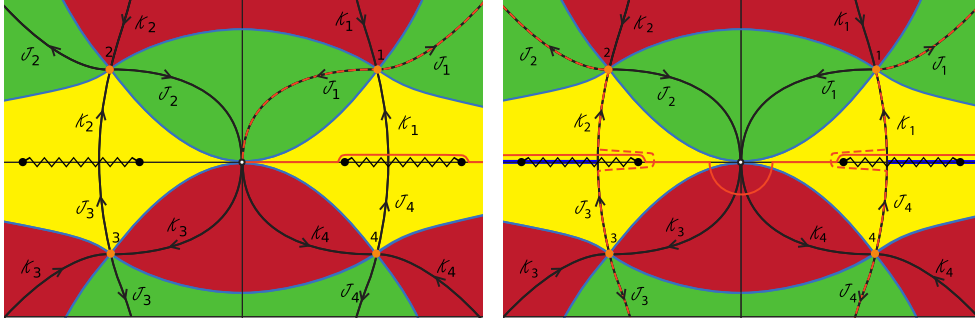 𝒦₂ 𝒦₁ 𝒦₂ 𝒦₁
𝒥₂ 2 1 𝒥₁ 𝒥₂ 2 1 𝒥₁
𝒥₂ 𝒥₁ 𝒥₂ 𝒥₁
𝒦₂ 𝒦₁ 𝒦₂ 𝒦₁
𝒥₃ 𝒥₄ 𝒥₃ 𝒥₄
3 𝒦₃ 𝒦₄ 4 3 𝒦₃ 𝒦₄ 4
𝒦₃ 𝒦₄ 𝒦₃ 𝒦₄
𝒥₃ 𝒥₄ 𝒥₃ 𝒥₄